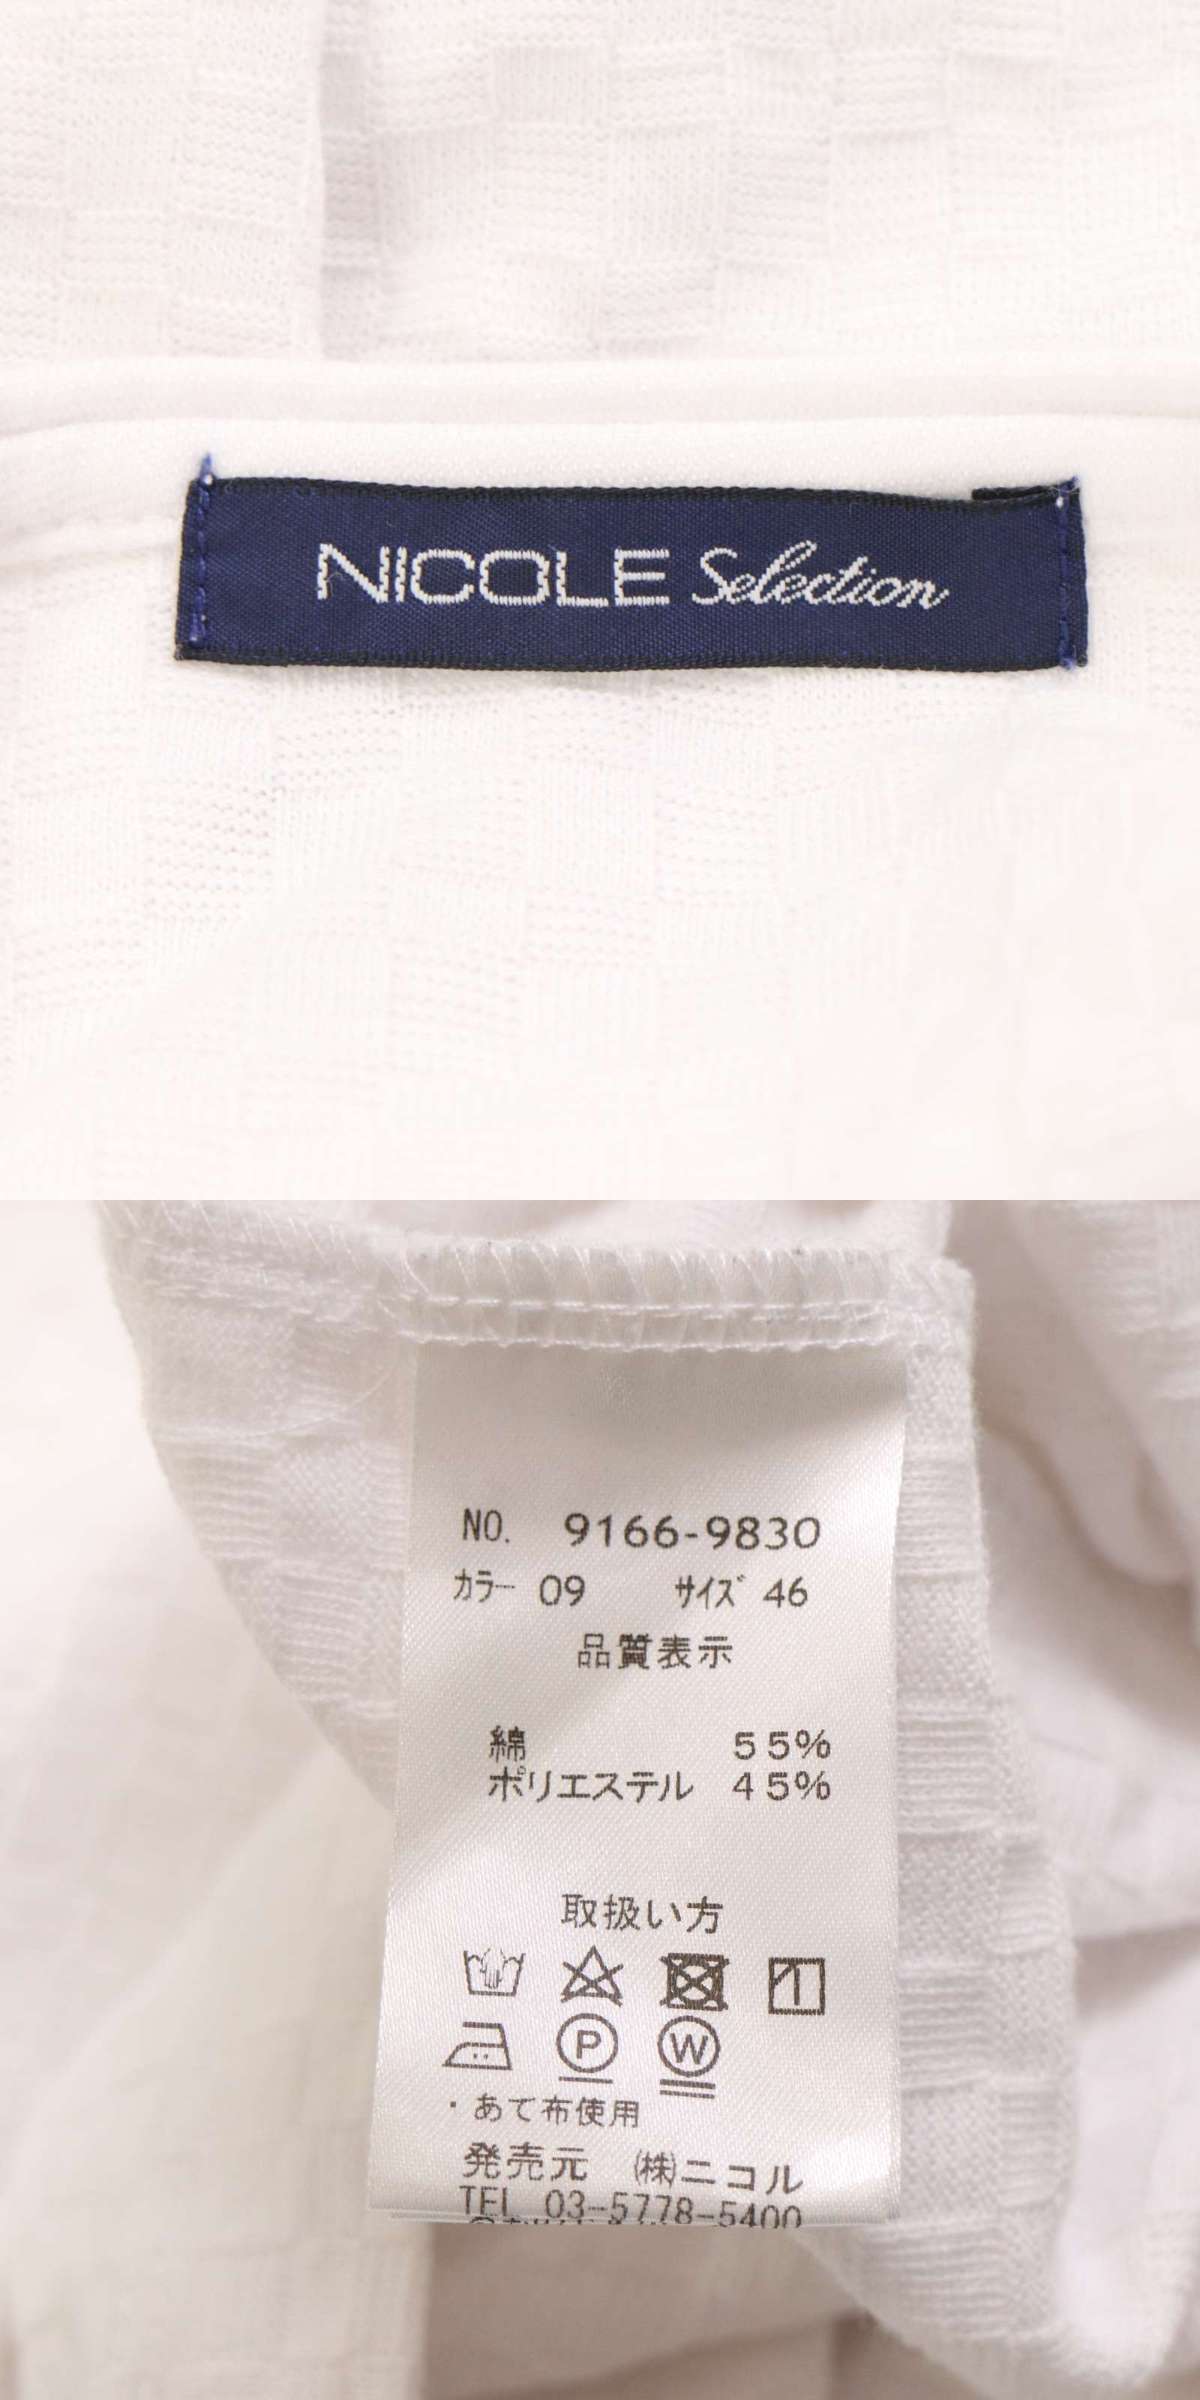 NICOLE Selection
NO. 9166-9830
カラー 09 サイズ 46
品質表示
綿 55%
ポリエステル 45%
取扱い方
P W
・あて布使用
発売元 ㈱ニコル
TEL 03-5778-5400